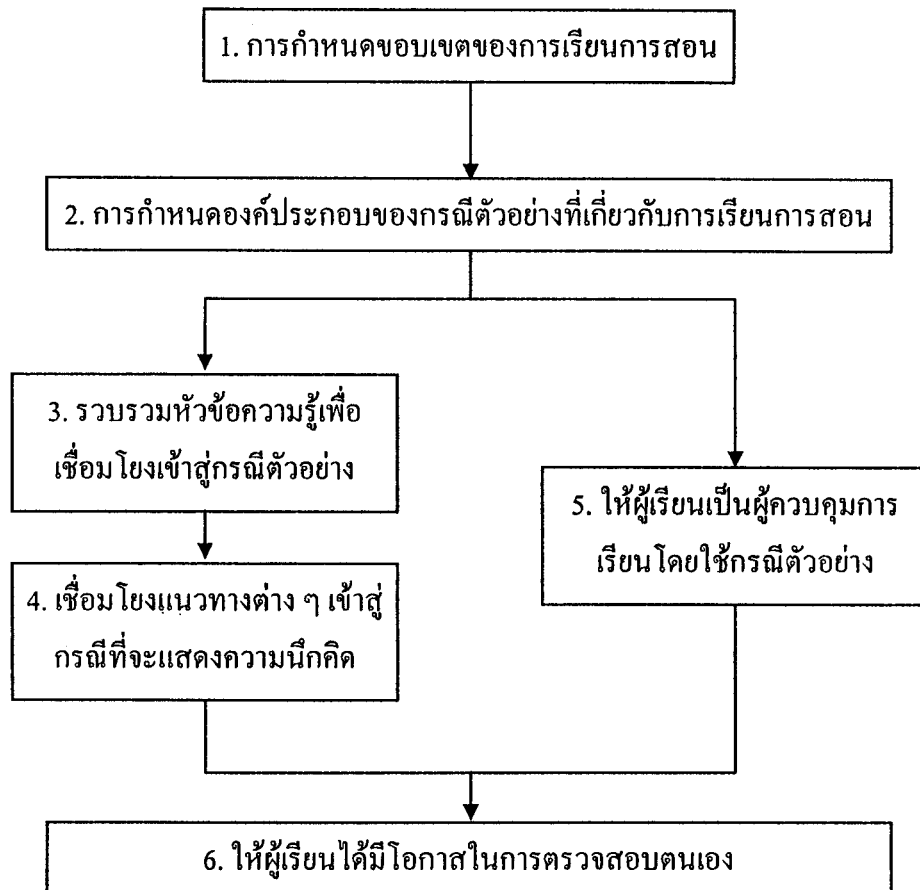 1. การกำหนดขอบเขตของการเรียนการสอน
2. การกำหนดองค์ประกอบของกรณีตัวอย่างที่เกี่ยวกับการเรียนการสอน
3. รวบรวมหัวข้อความรู้เพื่อ
เชื่อมโยงเข้าสู่กรณีตัวอย่าง
4. เชื่อมโยงแนวทางต่าง ๆ เข้าสู่
กรณีที่จะแสดงความนึกคิด
5. ให้ผู้เรียนเป็นผู้ควบคุมการ
เรียนโดยใช้กรณีตัวอย่าง
6. ให้ผู้เรียนได้มีโอกาสในการตรวจสอบตนเอง